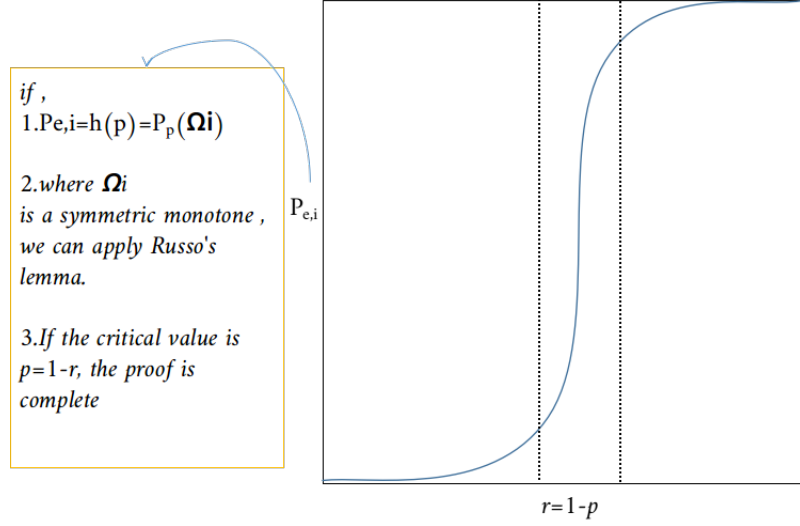 if ,
1.Pe,i=h(p)=Pp(Ωi)
2.where Ωi
is a symmetric monotone ,
we can apply Russo's
lemma.
3.If the critical value is
p=1-r, the proof is
complete
Pe,i
r=1-p